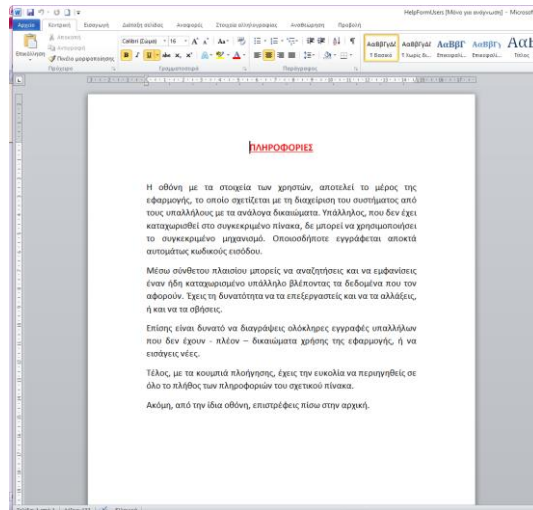 HelpFormUsers [Μόνο για ανάγνωση] - Microsoft
Αρχείο Κεντρική Εισαγωγή Διάταξη σελίδας Αναφορές Στοιχεία αλληλογραφίας Αναθεώρηση Προβολή
Επικόλληση
Αποκοπή
Αντιγραφή
Πινέλο μορφοποίησης
Πρόχειρο
Calibri (Σώμα) 16
Γραμματοσειρά
Παράγραφος
ΑαΒβΓγΔδ ΑαΒβΓγΔδ ΑαΒβΓγ ΑαΒβΓγ
¶ Βασικό ¶ Χωρίς δι... Επικεφαλί... Επικεφαλί... Τίτλος
ΠΛΗΡΟΦΟΡΙΕΣ
Η οθόνη με τα στοιχεία των χρηστών, αποτελεί το μέρος της
εφαρμογής, το οποίο σχετίζεται με τη διαχείριση του συστήματος από
τους υπαλλήλους με τα ανάλογα δικαιώματα. Υπάλληλος, που δεν έχει
καταχωρισθεί στο συγκεκριμένο πίνακα, δε μπορεί να χρησιμοποιήσει
το συγκεκριμένο μηχανισμό. Οποιοσδήποτε εγγράφεται αποκτά
αυτομάτως κωδικούς εισόδου.
Μέσω σύνθετου πλαισίου μπορείς να αναζητήσεις και να εμφανίσεις
έναν ήδη καταχωρισμένο υπάλληλο βλέποντας τα δεδομένα που τον
αφορούν. Έχεις τη δυνατότητα να τα επεξεργαστείς και να τα αλλάξεις,
ή και να τα σβήσεις.
Επίσης είναι δυνατό να διαγράψεις ολόκληρες εγγραφές υπαλλήλων
που δεν έχουν - πλέον – δικαιώματα χρήσης της εφαρμογής, ή να
εισάγεις νέες.
Τέλος, με τα κουμπιά πλοήγησης, έχεις την ευκολία να περιηγηθείς σε
όλο το πλήθος των πληροφοριών του σχετικού πίνακα.
Ακόμη, από την ίδια οθόνη, επιστρέφεις πίσω στην αρχική.